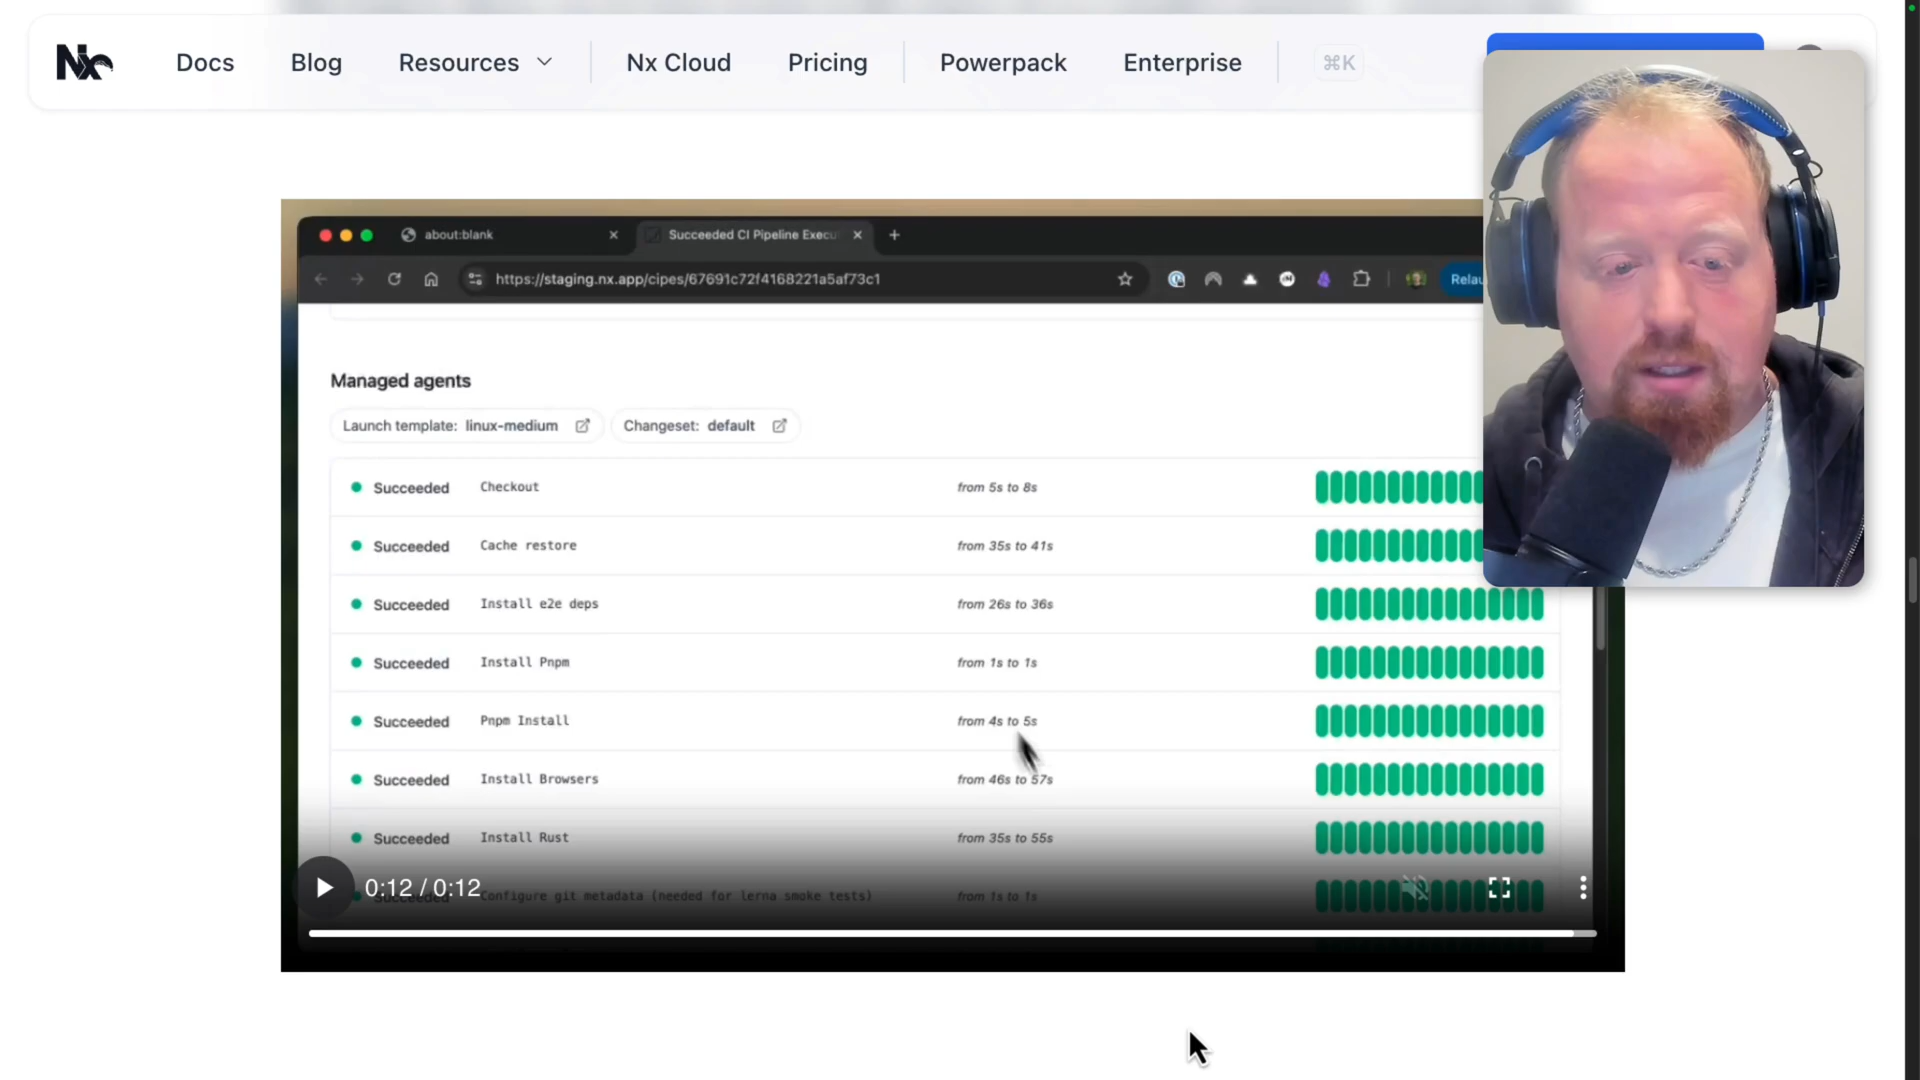 Nx
Docs
Blog
Resources
Nx Cloud
Pricing
Powerpack
Enterprise
⌘K
about:blank
Succeeded CI Pipeline Execu
https://staging.nx.app/cipes/67691c72f4168221a5af73c1
Relau
Managed agents
Launch template: linux-medium
Changeset: default
Succeeded Checkout from 5s to 8s
Succeeded Cache restore from 35s to 41s
Succeeded Install e2e deps from 26s to 36s
Succeeded Install Pnpm from 1s to 1s
Succeeded Pnpm Install from 4s to 5s
Succeeded Install Browsers from 46s to 57s
Succeeded Install Rust from 35s to 55s
0:12 / 0:12
Succeeded Configure git metadata (needed for lerna smoke tests) from 1s to 1s